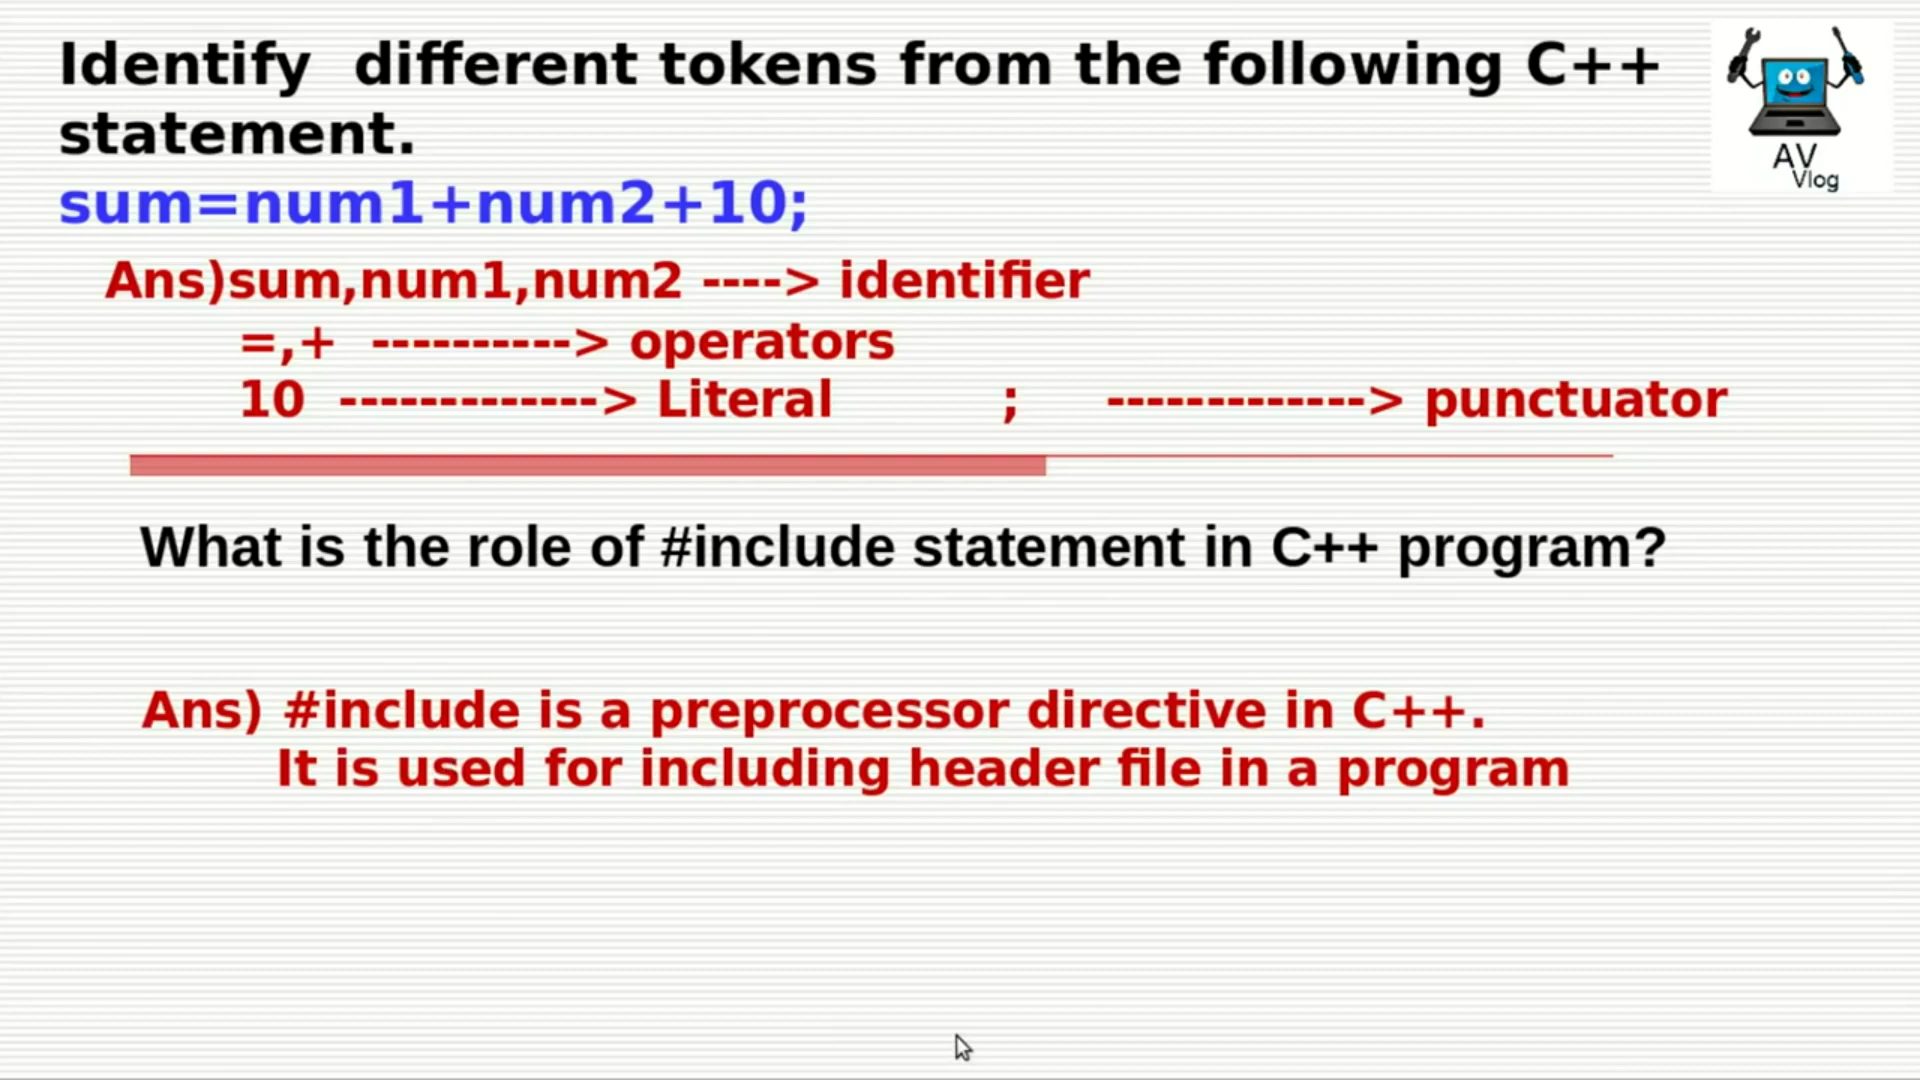 Identify different tokens from the following C++
statement.
sum=num1+num2+10;
Ans)sum,num1,num2 ----> identifier
=,+ ----------> operators
10 -------------> Literal ; -------------> punctuator
What is the role of #include statement in C++ program?
Ans) #include is a preprocessor directive in C++.
It is used for including header file in a program
AV
Vlog